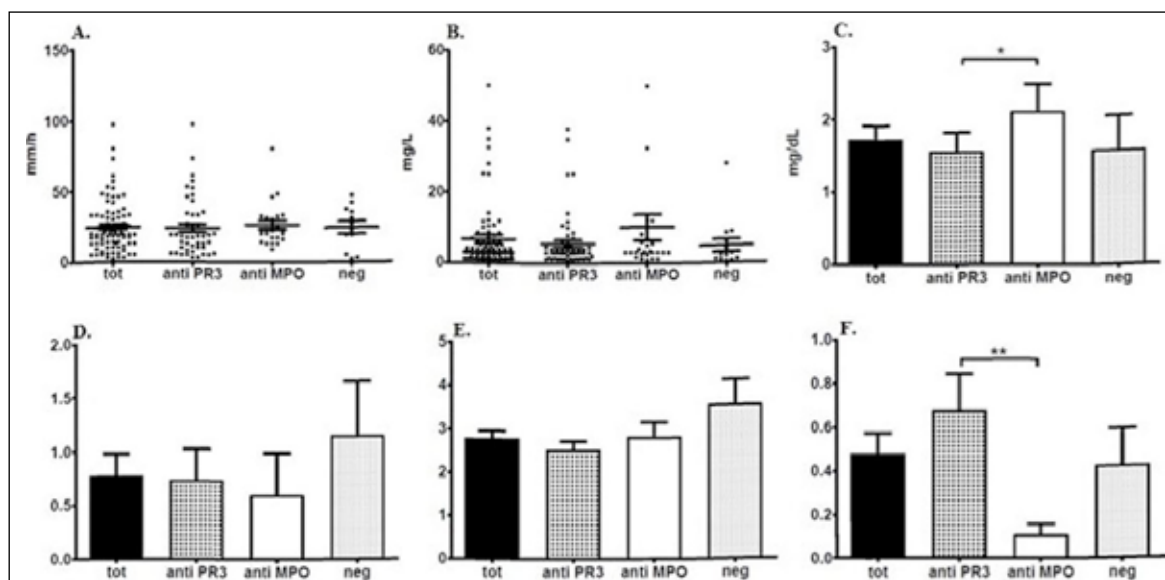 A.
150
100
50
0
mm/h
tot anti PR3 anti MPO neg
B.
60
40
20
0
mg/L
tot anti PR3 anti MPO neg
C.
3
2
1
0
mg/dL
*
tot anti PR3 anti MPO neg
D.
2.0
1.5
1.0
0.5
0.0
tot anti PR3 anti MPO neg
E.
5
4
3
2
1
0
tot anti PR3 anti MPO neg
F.
1.0
0.8
0.6
0.4
0.2
0.0
**
tot anti PR3 anti MPO neg